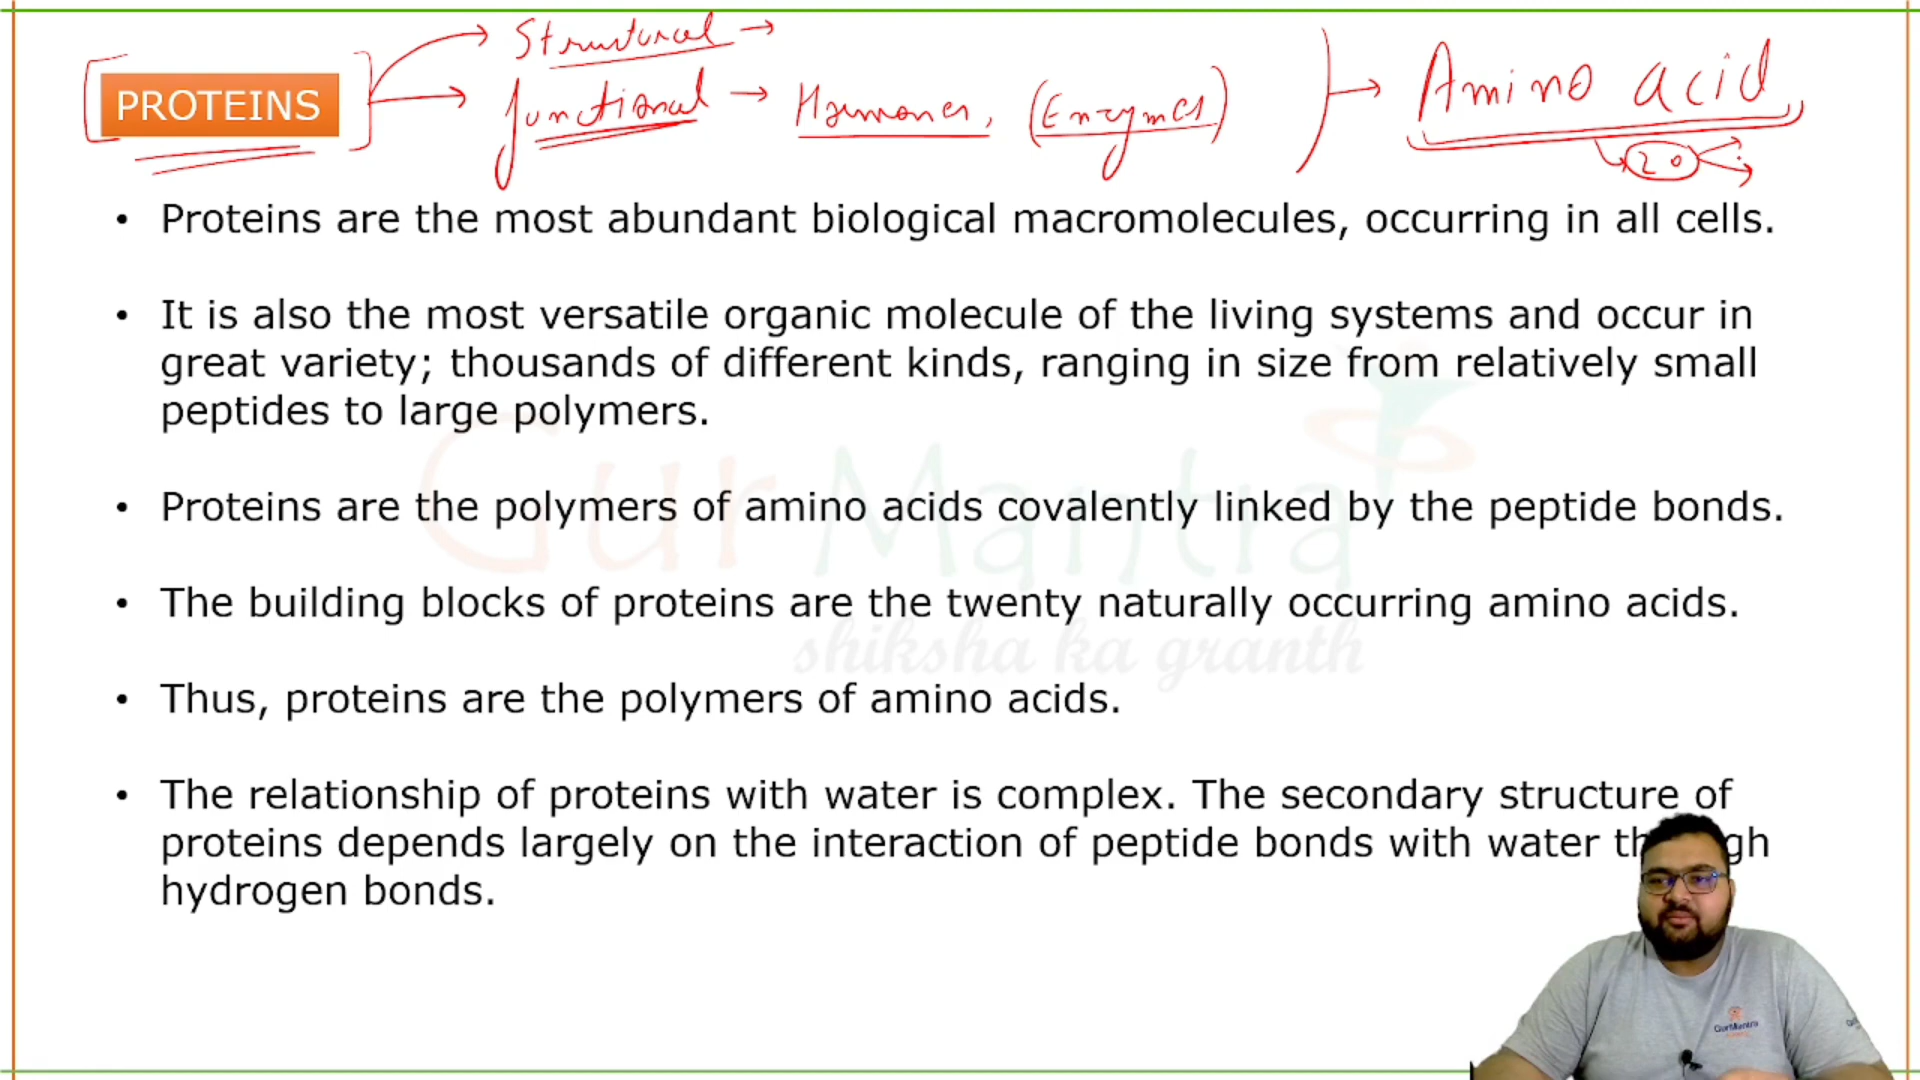 Structural →
PROTEINS
functional → Hormones, (Enzymes) → Amino acid
20
• Proteins are the most abundant biological macromolecules, occurring in all cells.
• It is also the most versatile organic molecule of the living systems and occur in
great variety; thousands of different kinds, ranging in size from relatively small
peptides to large polymers.
• Proteins are the polymers of amino acids covalently linked by the peptide bonds.
• The building blocks of proteins are the twenty naturally occurring amino acids.
• Thus, proteins are the polymers of amino acids.
• The relationship of proteins with water is complex. The secondary structure of
proteins depends largely on the interaction of peptide bonds with water
hydrogen bonds.
GurMantra
shiksha ka granth
GurMantra